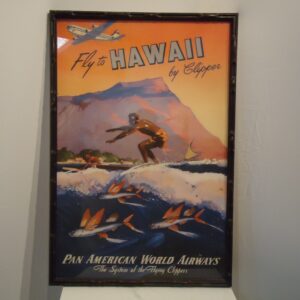 Fly to HAWAII
by Clipper
PAN AMERICAN WORLD AIRWAYS
The System of the Flying Clippers